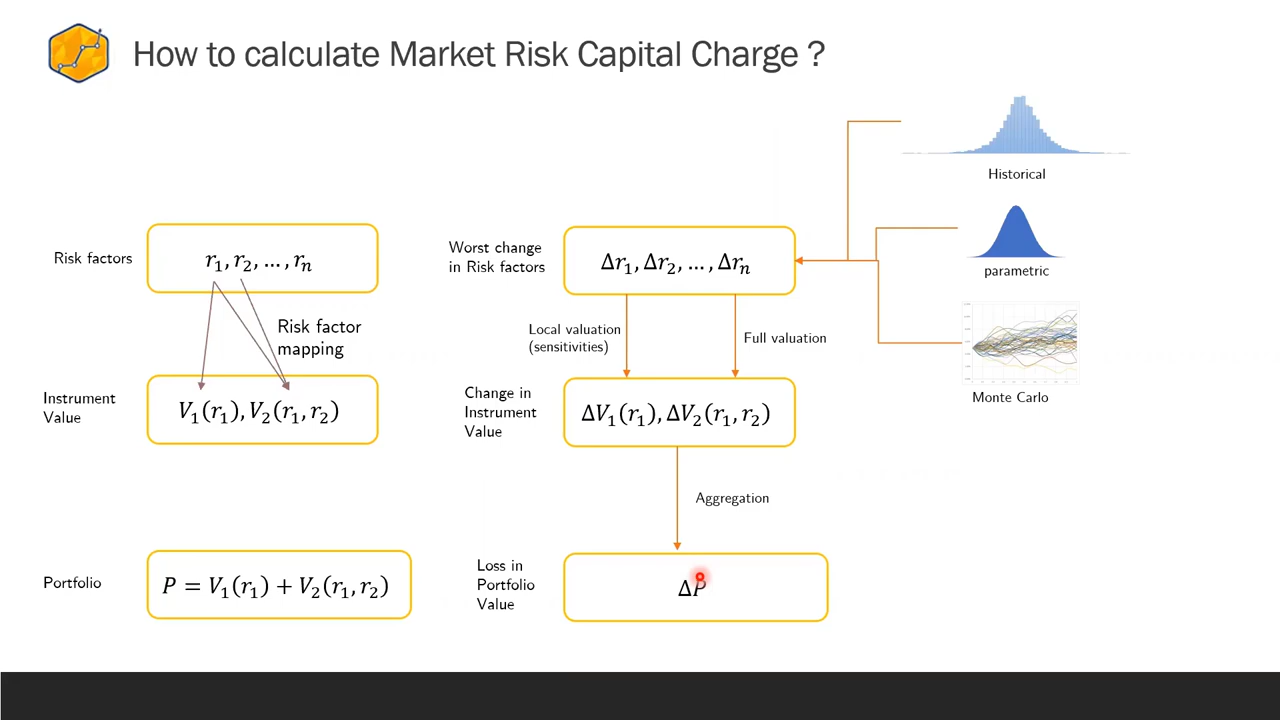 How to calculate Market Risk Capital Charge ?
Historical
parametric
Monte Carlo
Risk factors
r₁, r₂, …, rₙ
Risk factor
mapping
Instrument
Value
V₁(r₁), V₂(r₁, r₂)
Portfolio
P = V₁(r₁) + V₂(r₁, r₂)
Worst change
in Risk factors
Δr₁, Δr₂, …, Δrₙ
Local valuation
(sensitivities)
Full valuation
Change in
Instrument
Value
ΔV₁(r₁), ΔV₂(r₁, r₂)
Aggregation
Loss in
Portfolio
Value
ΔP